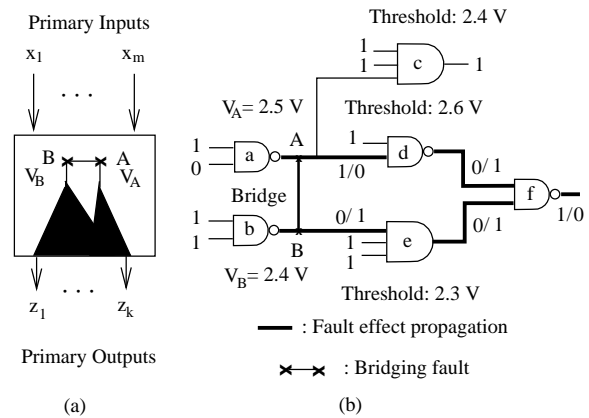 Primary Inputs
x1 . . . xm
B A
VB VA
z1 . . . zk
Primary Outputs
(a)
Threshold: 2.4 V
1
1
1
c
1
VA = 2.5 V
Threshold: 2.6 V
1
0
a
A
1
d
1/0
0/ 1
Bridge
f
1/0
1
1
b
0/ 1
B
1
1
e
0/ 1
VB = 2.4 V
Threshold: 2.3 V
: Fault effect propagation
: Bridging fault
(b)